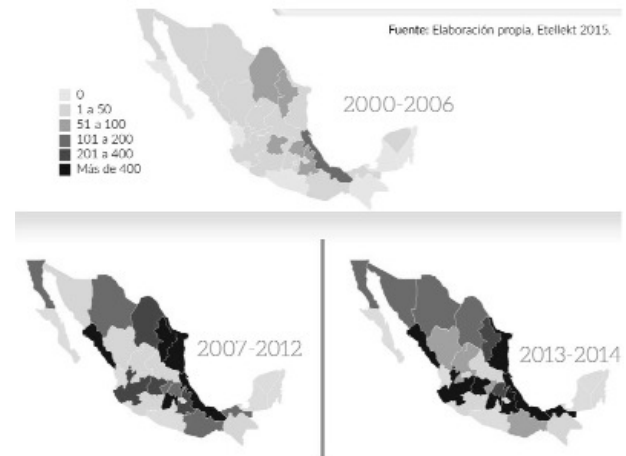 Fuente: Elaboración propia, Etellekt 2015.
0
1 a 50
51 a 100
101 a 200
201 a 400
Más de 400
2000-2006
2007-2012
2013-2014